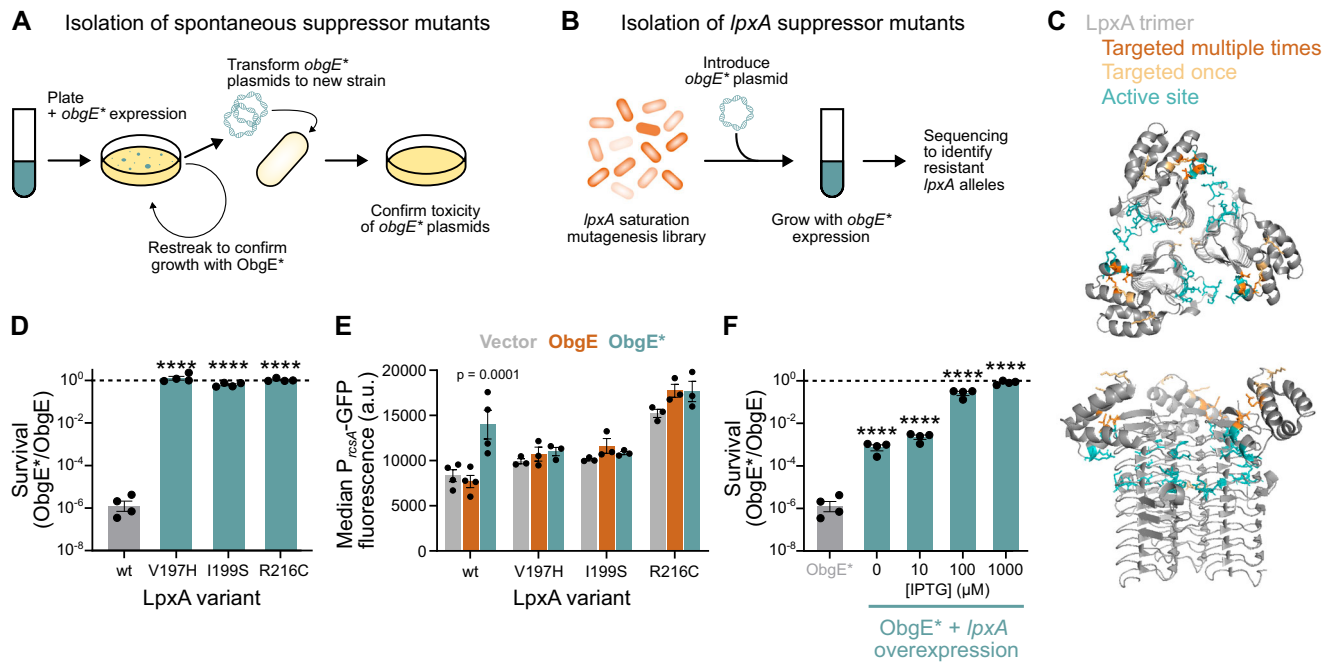 A Isolation of spontaneous suppressor mutants
Plate
+ obgE* expression
Transform obgE*
plasmids to new strain
Restreak to confirm
growth with ObgE*
Confirm toxicity
of obgE* plasmids
B Isolation of lpxA suppressor mutants
Introduce
obgE* plasmid
lpxA saturation
mutagenesis library
Grow with obgE*
expression
Sequencing
to identify
resistant
lpxA alleles
C LpxA trimer
Targeted multiple times
Targeted once
Active site
D
Survival
(ObgE*/ObgE)
10⁰
10⁻²
10⁻⁴
10⁻⁶
10⁻⁸
**** **** ****
wt V197H I199S R216C
LpxA variant
E
Vector ObgE ObgE*
p = 0.0001
Median PrcsA-GFP
fluorescence (a.u.)
20000
15000
10000
5000
0
wt V197H I199S R216C
LpxA variant
F
Survival
(ObgE*/ObgE)
10⁰
10⁻²
10⁻⁴
10⁻⁶
10⁻⁸
**** **** **** ****
ObgE* 0 10 100 1000
[IPTG] (µM)
ObgE* + lpxA
overexpression